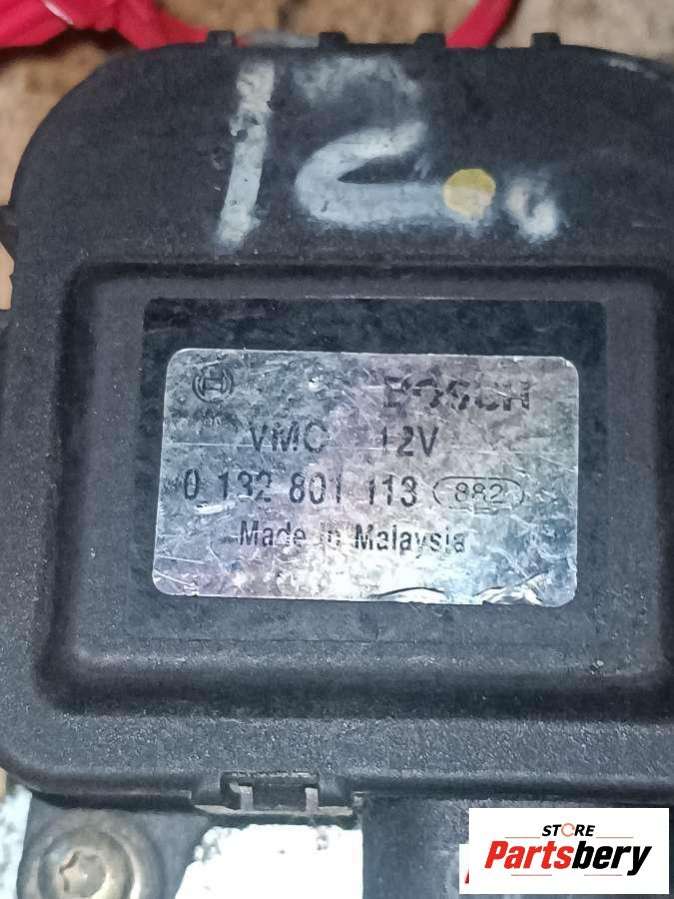 12.
BOSCH
VMC 12V
0 132 801 113 882
Made in Malaysia
STORE
Partsbery